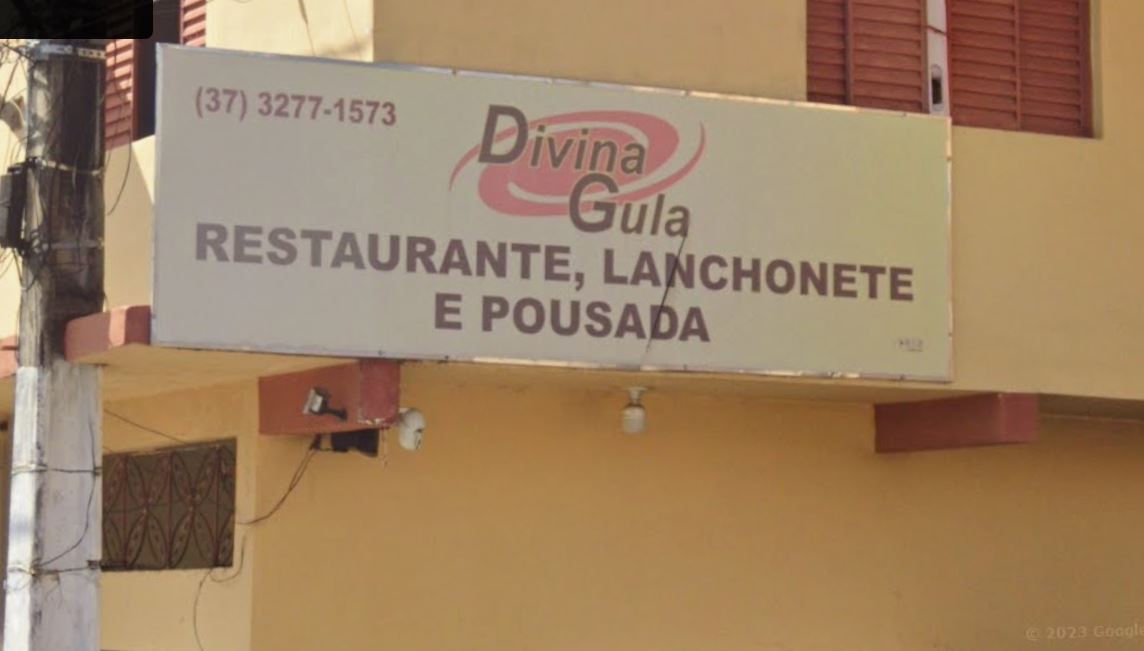 (37) 3277-1573
Divina
Gula
RESTAURANTE, LANCHONETE
E POUSADA
© 2023 Google